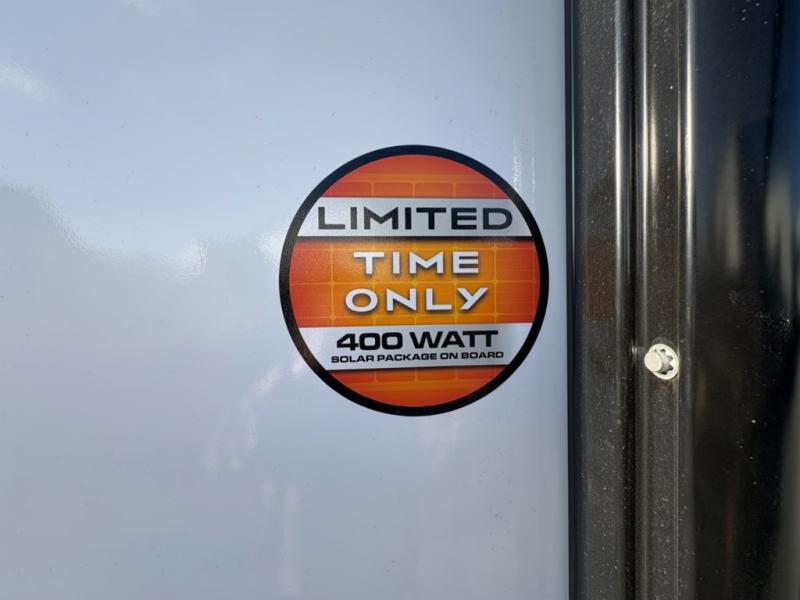 LIMITED
TIME
ONLY
400 WATT
SOLAR PACKAGE ON BOARD